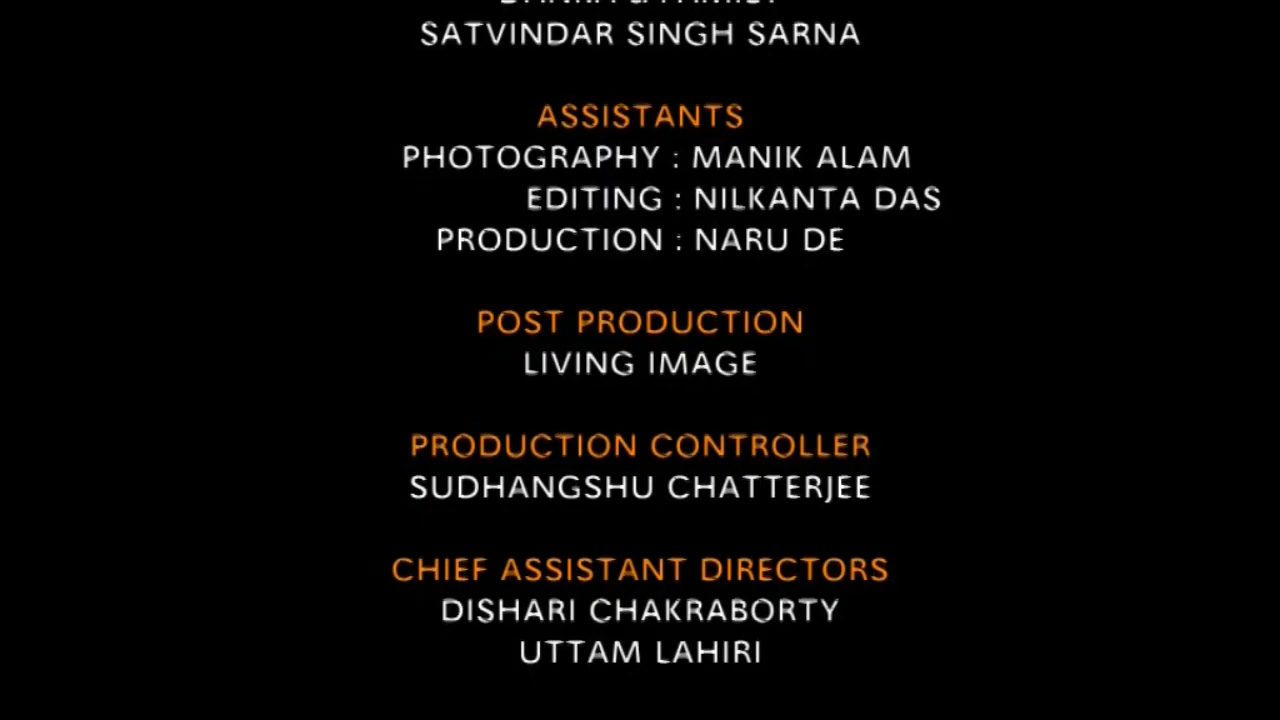 SATVINDAR SINGH SARNA
ASSISTANTS
PHOTOGRAPHY : MANIK ALAM
EDITING : NILKANTA DAS
PRODUCTION : NARU DE
POST PRODUCTION
LIVING IMAGE
PRODUCTION CONTROLLER
SUDHANGSHU CHATTERJEE
CHIEF ASSISTANT DIRECTORS
DISHARI CHAKRABORTY
UTTAM LAHIRI